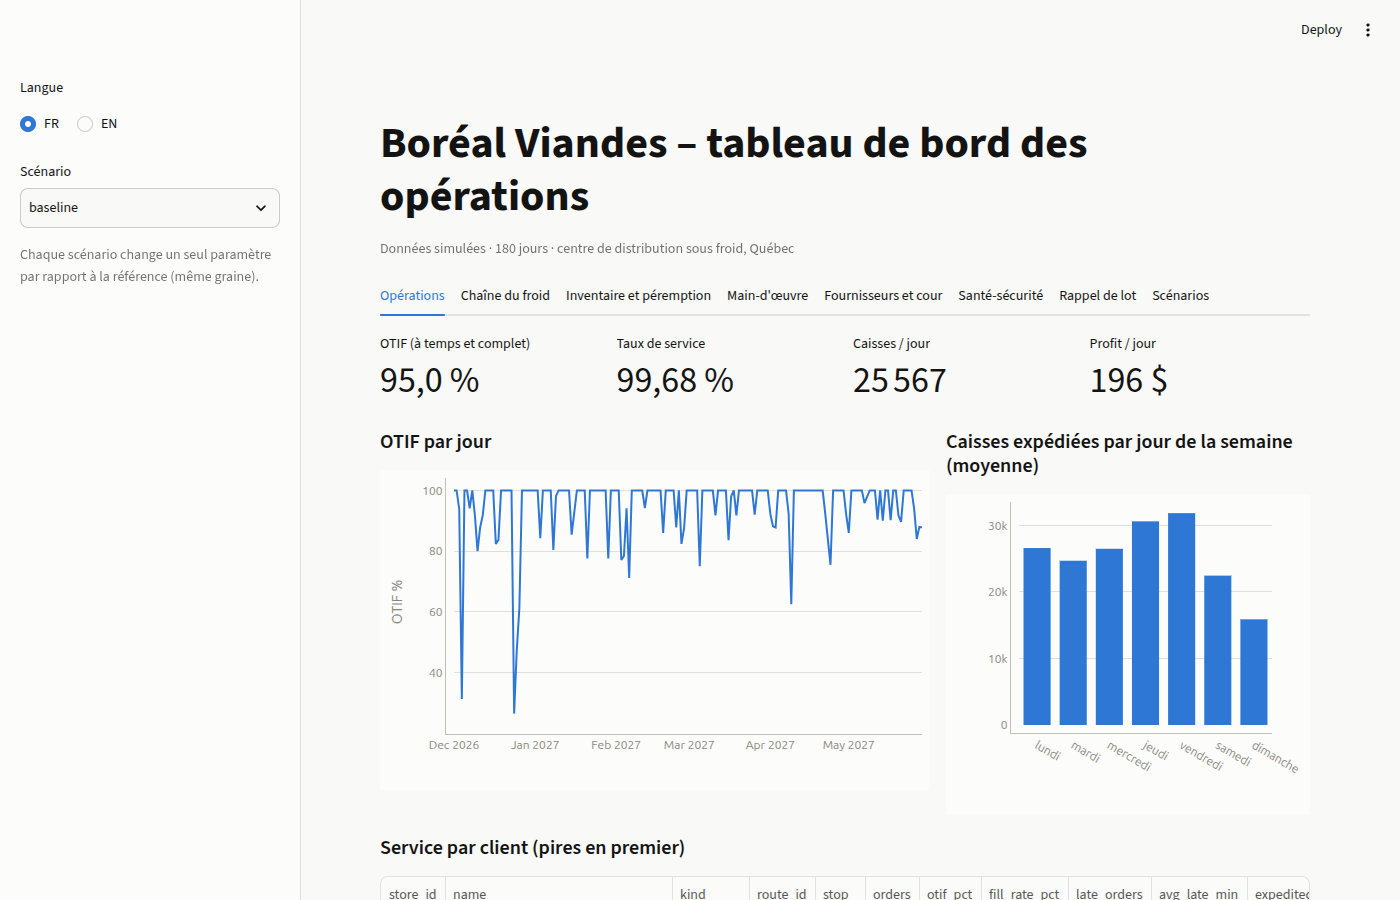 Deploy
Langue
FR
EN
Scénario
baseline
Chaque scénario change un seul paramètre
par rapport à la référence (même graine).
Boréal Viandes – tableau de bord des
opérations
Données simulées · 180 jours · centre de distribution sous froid, Québec
Opérations
Chaîne du froid
Inventaire et péremption
Main-d'œuvre
Fournisseurs et cour
Santé-sécurité
Rappel de lot
Scénarios
OTIF (à temps et complet)
95,0 %
Taux de service
99,68 %
Caisses / jour
25 567
Profit / jour
196 $
OTIF par jour
OTIF %
100
80
60
40
Dec 2026
Jan 2027
Feb 2027
Mar 2027
Apr 2027
May 2027
Caisses expédiées par jour de la semaine
(moyenne)
30k
20k
10k
0
lundi
mardi
mercredi
jeudi
vendredi
samedi
dimanche
Service par client (pires en premier)
store_id name kind route_id stop orders otif_pct fill_rate_pct late_orders avg_late_min expedited